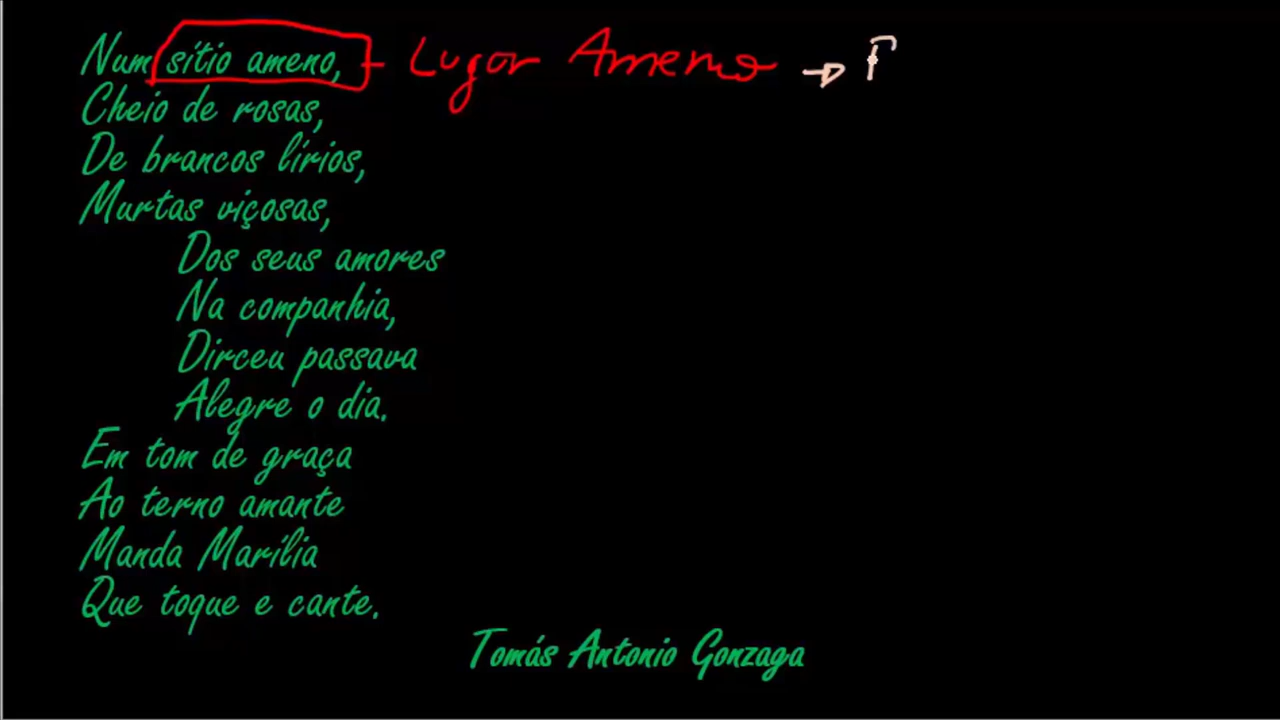 Num sítio ameno, - Lugar Ameno →
Cheio de rosas,
De brancos lírios,
Murtas viçosas,
Dos seus amores
Na companhia,
Dirceu passava
Alegre o dia.
Em tom de graça
Ao terno amante
Manda Marília
Que toque e cante.
Tomás Antonio Gonzaga